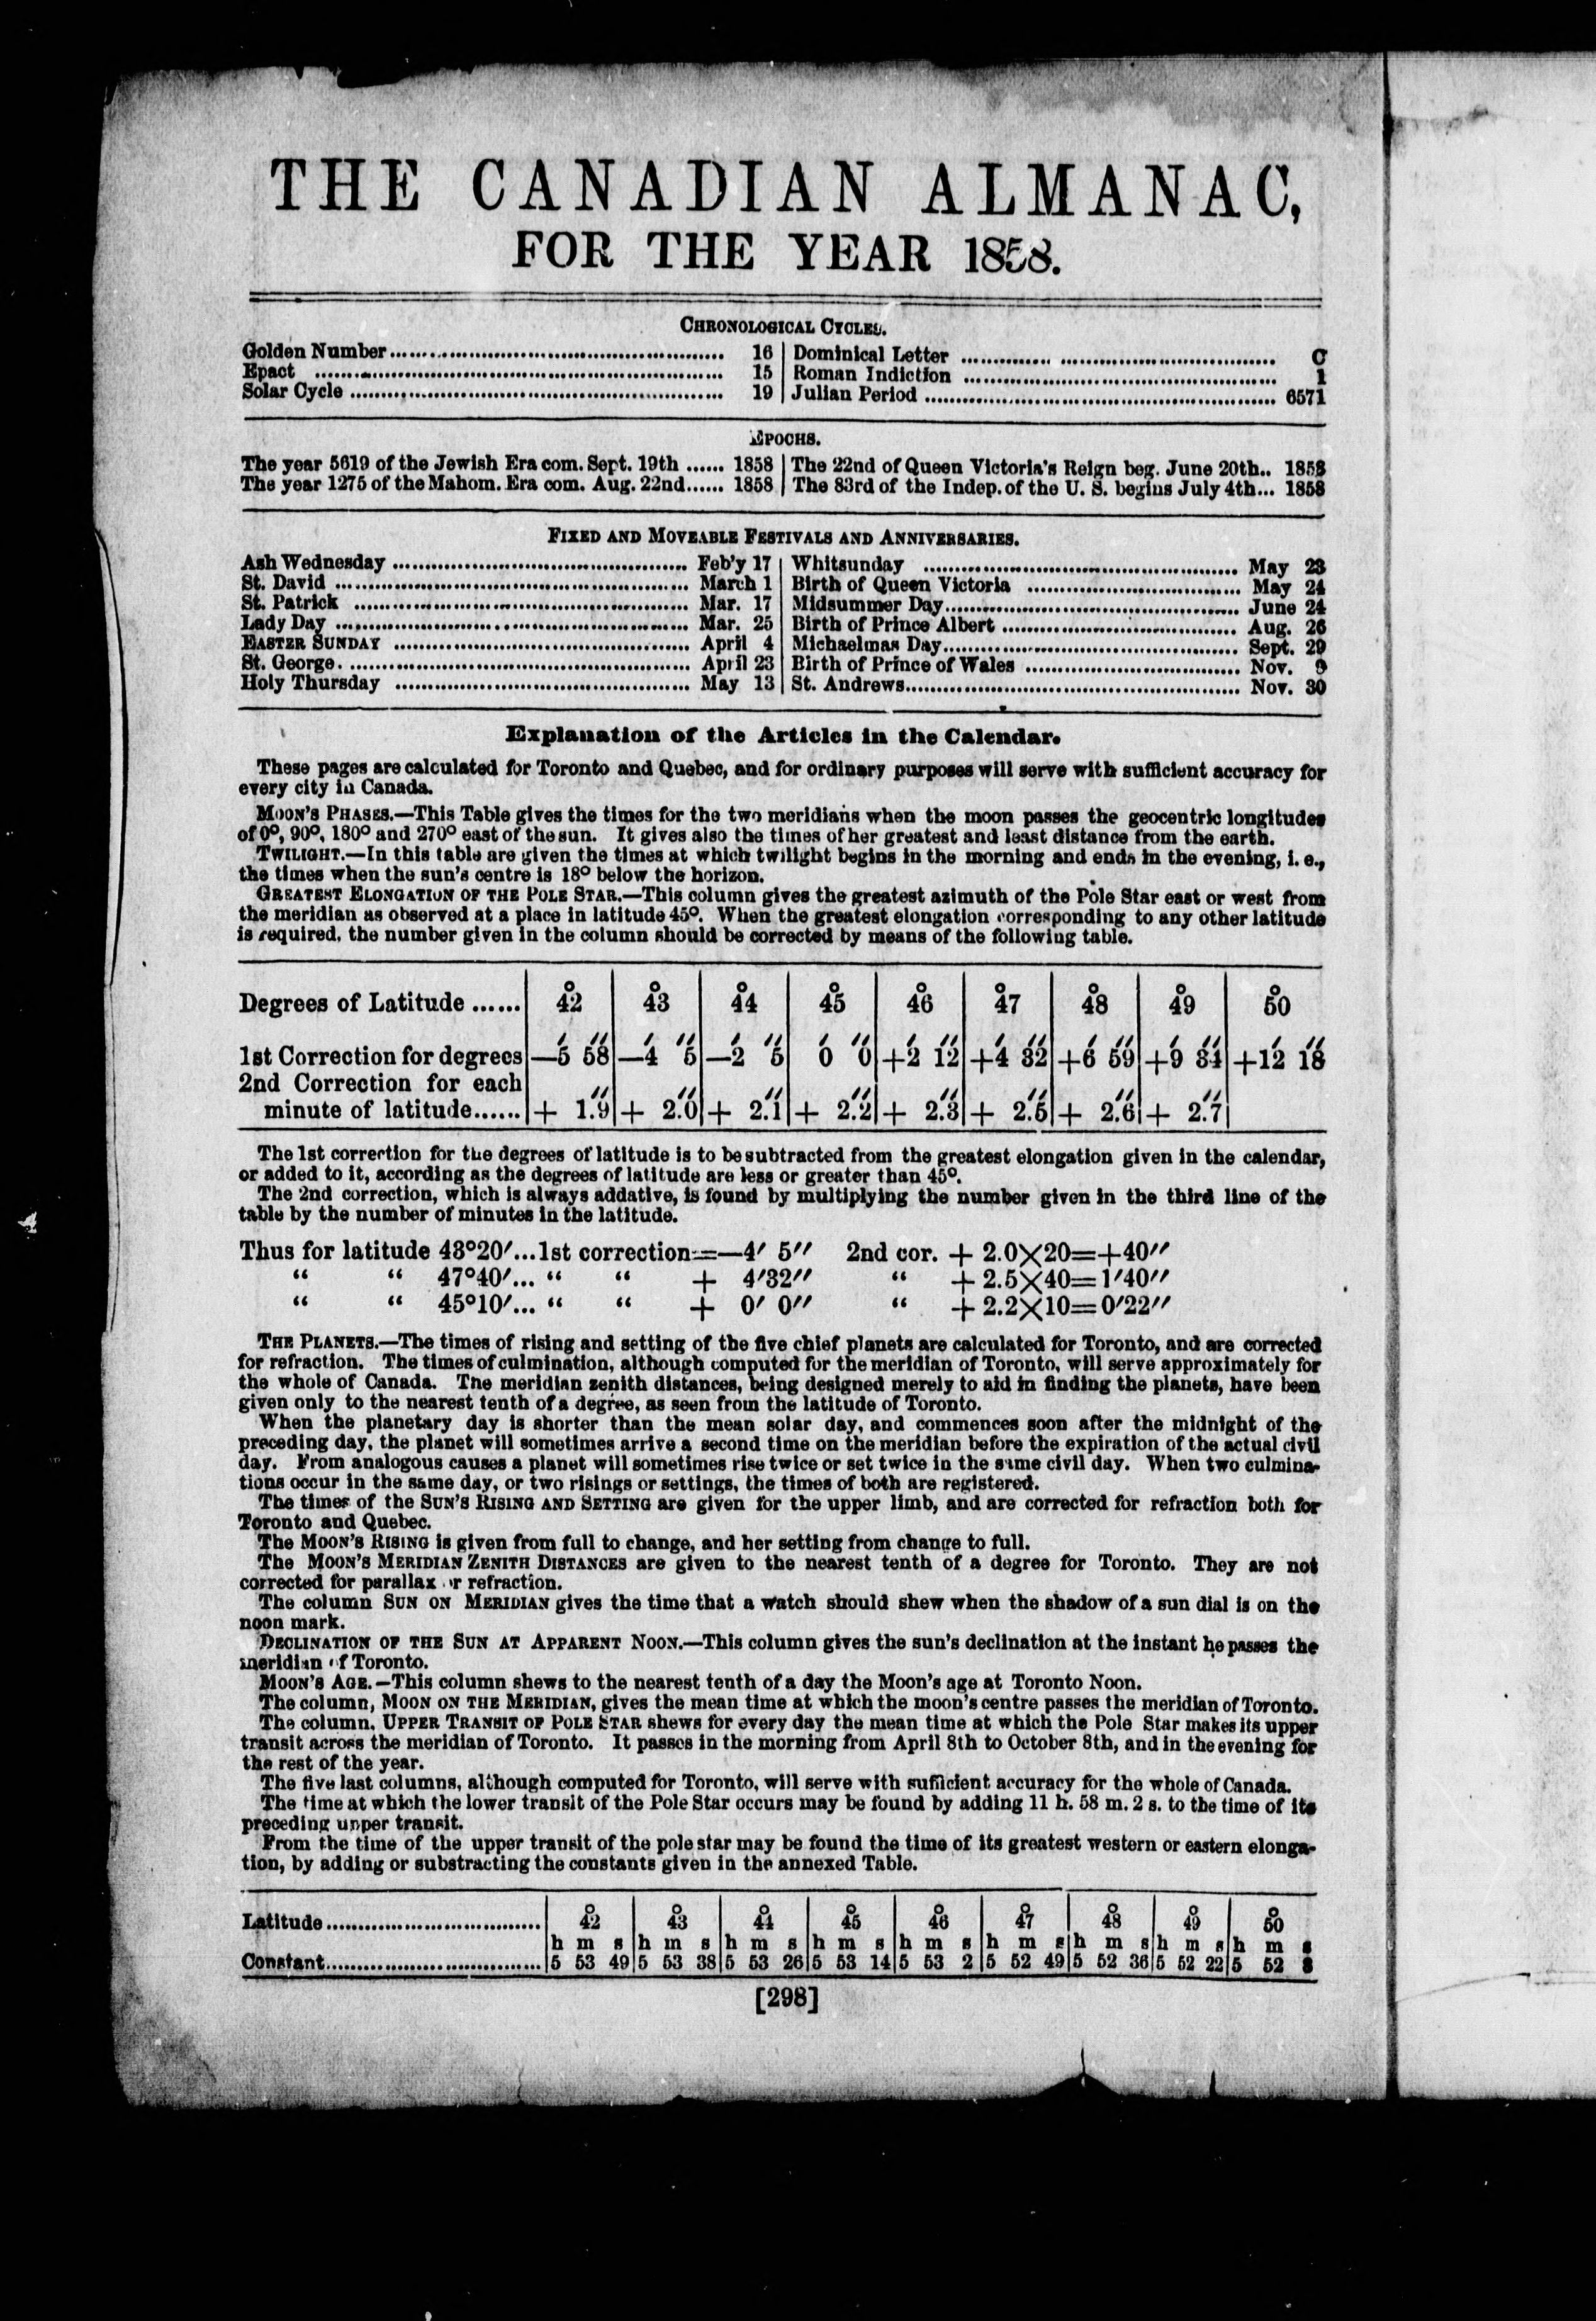 THE CANADIAN ALMANAC,
FOR THE YEAR 1858.
CHRONOLOGICAL CYCLES.
Golden Number.......... 16 | Dominical Letter .......... C
Epact .......... 15 | Roman Indiction .......... 1
Solar Cycle .......... 19 | Julian Period .......... 6571
EPOCHS.
The year 5619 of the Jewish Era com. Sept. 19th ...... 1858 | The 22nd of Queen Victoria's Reign beg. June 20th.. 1858
The year 1275 of the Mahom. Era com. Aug. 22nd...... 1858 | The 83rd of the Indep. of the U. S. begins July 4th... 1858
FIXED AND MOVEABLE FESTIVALS AND ANNIVERSARIES.
Ash Wednesday .......... Feb'y 17 | Whitsunday .......... May 23
St. David .......... March 1 | Birth of Queen Victoria .......... May 24
St. Patrick .......... Mar. 17 | Midsummer Day.......... June 24
Lady Day .......... Mar. 25 | Birth of Prince Albert .......... Aug. 26
EASTER SUNDAY .......... April 4 | Michaelmas Day.......... Sept. 29
St. George. .......... April 23 | Birth of Prince of Wales .......... Nov. 9
Holy Thursday .......... May 13 | St. Andrews.......... Nov. 30
Explanation of the Articles in the Calendar.
These pages are calculated for Toronto and Quebec, and for ordinary purposes will serve with sufficient accuracy for
every city in Canada.
MOON'S PHASES.—This Table gives the times for the two meridians when the moon passes the geocentric longitudes
of 0°, 90°, 180° and 270° east of the sun. It gives also the times of her greatest and least distance from the earth.
TWILIGHT.—In this table are given the times at which twilight begins in the morning and ends in the evening, i. e.,
the times when the sun's centre is 18° below the horizon.
GREATEST ELONGATION OF THE POLE STAR.—This column gives the greatest azimuth of the Pole Star east or west from
the meridian as observed at a place in latitude 45°. When the greatest elongation corresponding to any other latitude
is required, the number given in the column should be corrected by means of the following table.
Degrees of Latitude ...... 42° 43° 44° 45° 46° 47° 48° 49° 50°
1st Correction for degrees —5′ 58″ —4′ 5″ —2′ 5″ 0′ 0″ +2′ 12″ +4′ 32″ +6′ 59″ +9′ 34″ +12′ 18″
2nd Correction for each
minute of latitude...... + 1.″9 + 2.″0 + 2.″1 + 2.″2 + 2.″3 + 2.″5 + 2.″6 + 2.″7
The 1st correction for the degrees of latitude is to be subtracted from the greatest elongation given in the calendar,
or added to it, according as the degrees of latitude are less or greater than 45°.
The 2nd correction, which is always addative, is found by multiplying the number given in the third line of the
table by the number of minutes in the latitude.
Thus for latitude 43°20′...1st correction=—4′ 5″ 2nd cor. + 2.0×20=+40″
“ “ 47°40′... “ “ + 4′32″ “ + 2.5×40=1′40″
“ “ 45°10′... “ “ + 0′ 0″ “ + 2.2×10=0′22″
THE PLANETS.—The times of rising and setting of the five chief planets are calculated for Toronto, and are corrected
for refraction. The times of culmination, although computed for the meridian of Toronto, will serve approximately for
the whole of Canada. The meridian zenith distances, being designed merely to aid in finding the planets, have been
given only to the nearest tenth of a degree, as seen from the latitude of Toronto.
When the planetary day is shorter than the mean solar day, and commences soon after the midnight of the
preceding day, the planet will sometimes arrive a second time on the meridian before the expiration of the actual civil
day. From analogous causes a planet will sometimes rise twice or set twice in the same civil day. When two culmina-
tions occur in the same day, or two risings or settings, the times of both are registered.
The times of the SUN'S RISING AND SETTING are given for the upper limb, and are corrected for refraction both for
Toronto and Quebec.
The MOON'S RISING is given from full to change, and her setting from change to full.
The MOON'S MERIDIAN ZENITH DISTANCES are given to the nearest tenth of a degree for Toronto. They are not
corrected for parallax or refraction.
The column SUN ON MERIDIAN gives the time that a watch should shew when the shadow of a sun dial is on the
noon mark.
DECLINATION OF THE SUN AT APPARENT NOON.—This column gives the sun's declination at the instant he passes the
meridian of Toronto.
MOON'S AGE.—This column shews to the nearest tenth of a day the Moon's age at Toronto Noon.
The column, MOON ON THE MERIDIAN, gives the mean time at which the moon's centre passes the meridian of Toronto.
The column, UPPER TRANSIT OF POLE STAR shews for every day the mean time at which the Pole Star makes its upper
transit across the meridian of Toronto. It passes in the morning from April 8th to October 8th, and in the evening for
the rest of the year.
The five last columns, although computed for Toronto, will serve with sufficient accuracy for the whole of Canada.
The time at which the lower transit of the Pole Star occurs may be found by adding 11 h. 58 m. 2 s. to the time of its
preceding upper transit.
From the time of the upper transit of the pole star may be found the time of its greatest western or eastern elonga-
tion, by adding or substracting the constants given in the annexed Table.
Latitude.......... 42° 43° 44° 45° 46° 47° 48° 49° 50°
h m s h m s h m s h m s h m s h m s h m s h m s h m s
Constant.......... 5 53 49 5 53 38 5 53 26 5 53 14 5 53 2 5 52 49 5 52 36 5 52 22 5 52 8
[298]